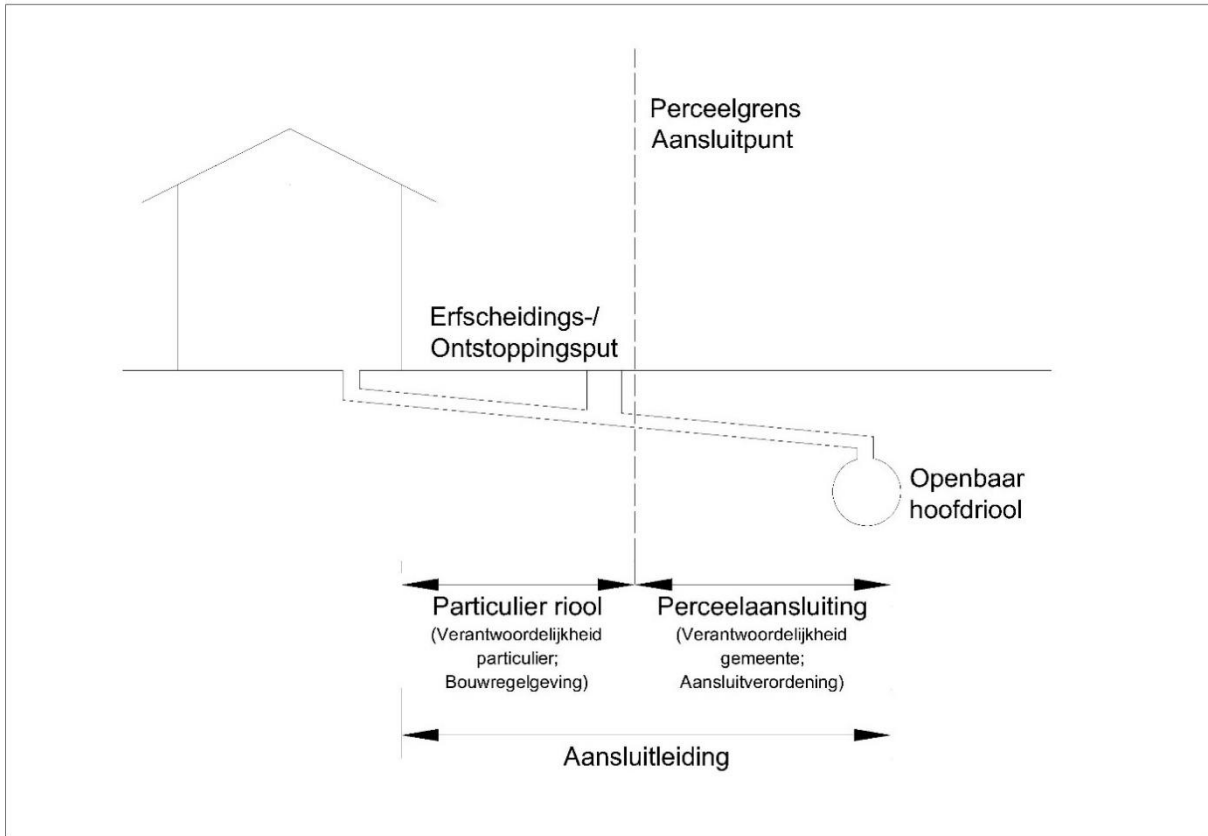 Perceelgrens
Aansluitpunt
Erfscheidings-/
Ontstoppingsput
Openbaar
hoofdriool
Particulier riool
(Verantwoordelijkheid
particulier;
Bouwregelgeving)
Perceelaansluiting
(Verantwoordelijkheid
gemeente;
Aansluitverordening)
Aansluitleiding